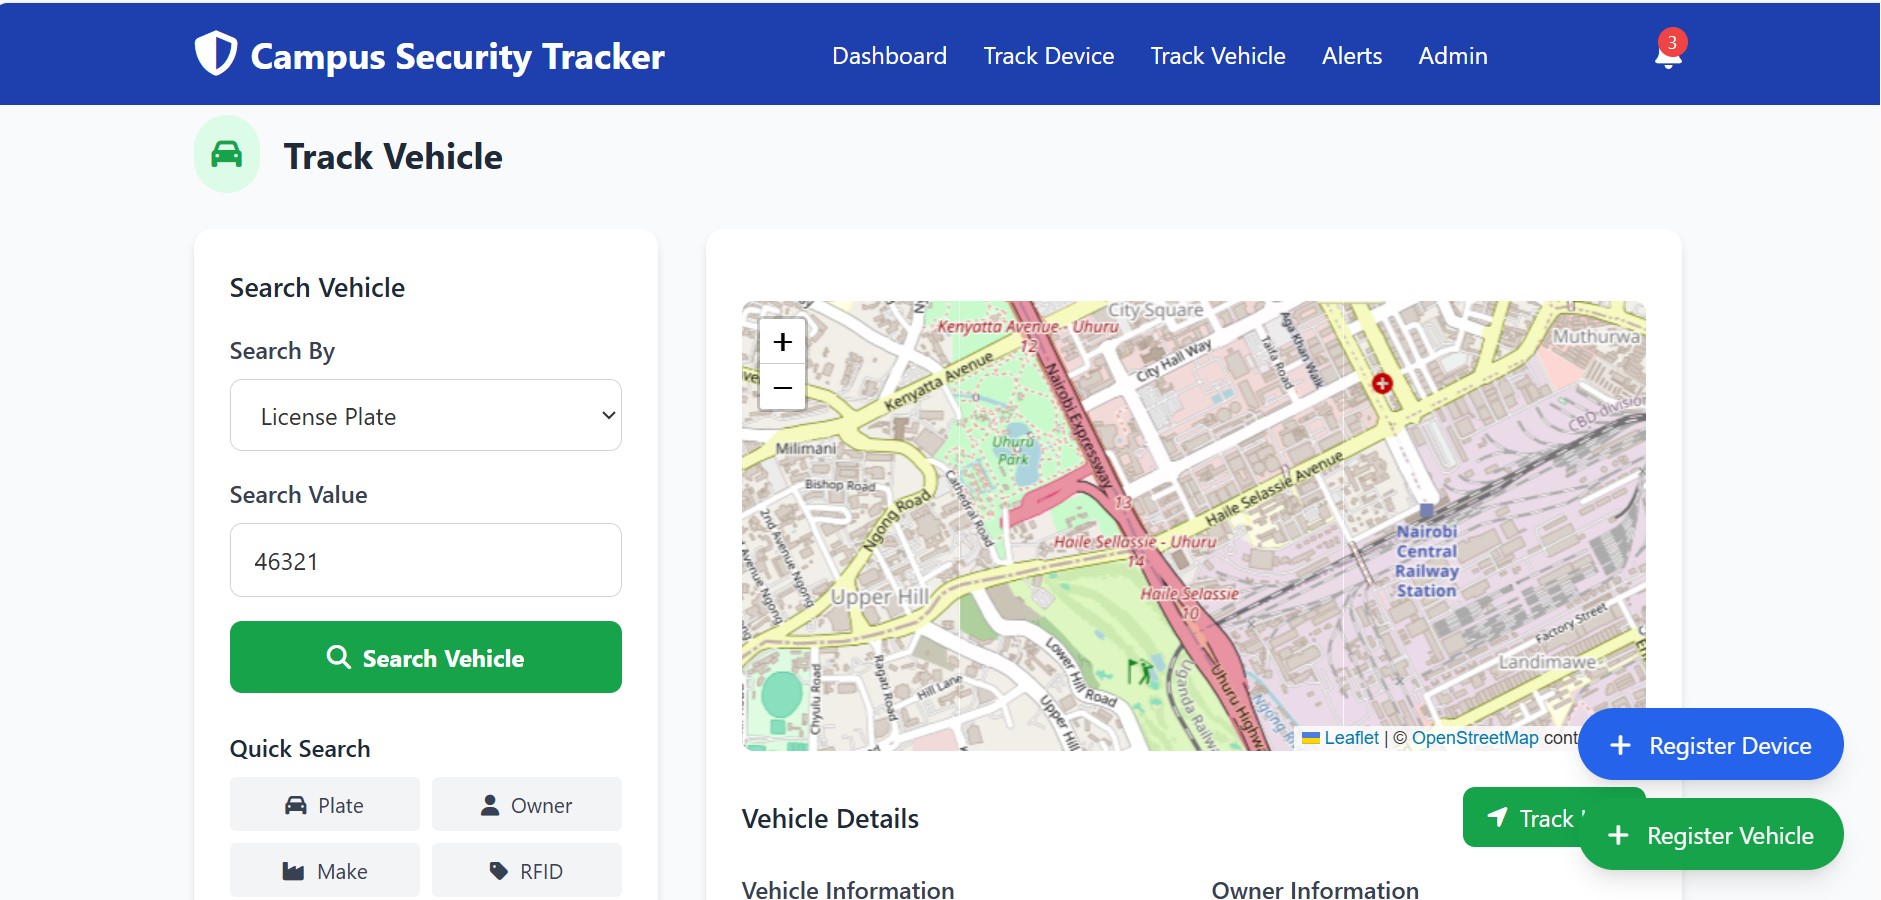 Campus Security Tracker
Dashboard
Track Device
Track Vehicle
Alerts
Admin
3
Track Vehicle
Search Vehicle
Search By
License Plate
Search Value
46321
Search Vehicle
Quick Search
Plate
Owner
Make
RFID
+
−
Kenyatta Avenue - Uhuru
12
City Square
Muthurwa
City Hall Way
Aga Khan Walk
Taifa Road
Kenyatta Avenue
Nairobi Expressway
CBD division
Uhuru
Park
Milimani
Bishop Road
Cathedral Road
Ngong Road
2nd Avenue Ngong
Avenue Ngong
13
Haile Selassie Avenue
Haile Sellassie - Uhuru
14
Nairobi
Central
Railway
Station
Upper Hill
Haile Selassie
10
Factory Street
Landimawe
Lower Hill Road
Hill Lane
Ragati Road
Chyulu Road
Upper Hill
Uganda Railway
Uhuru Highw
Ngong
Leaflet | © OpenStreetMap cont
Register Device
Vehicle Details
Track
Register Vehicle
Vehicle Information
Owner Information